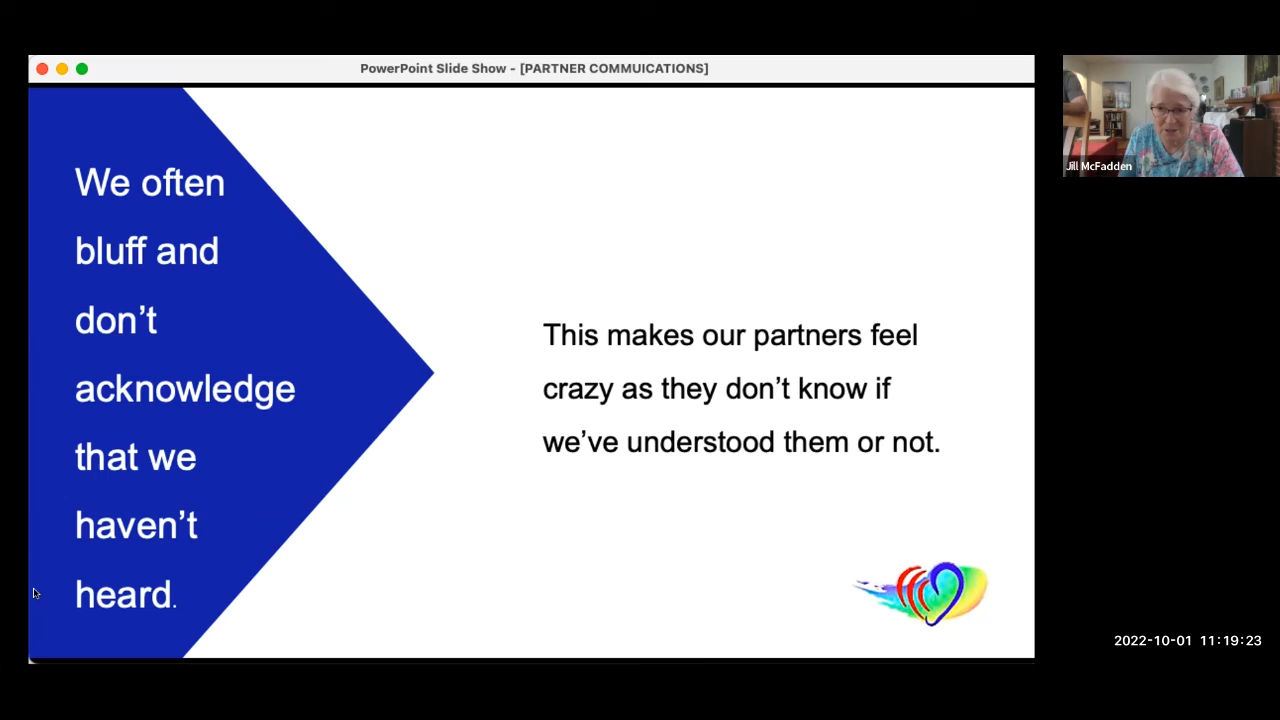 PowerPoint Slide Show - [PARTNER COMMUICATIONS]
We often
bluff and
don’t
acknowledge
that we
haven’t
heard.
This makes our partners feel
crazy as they don’t know if
we’ve understood them or not.
Jill McFadden
2022-10-01 11:19:23